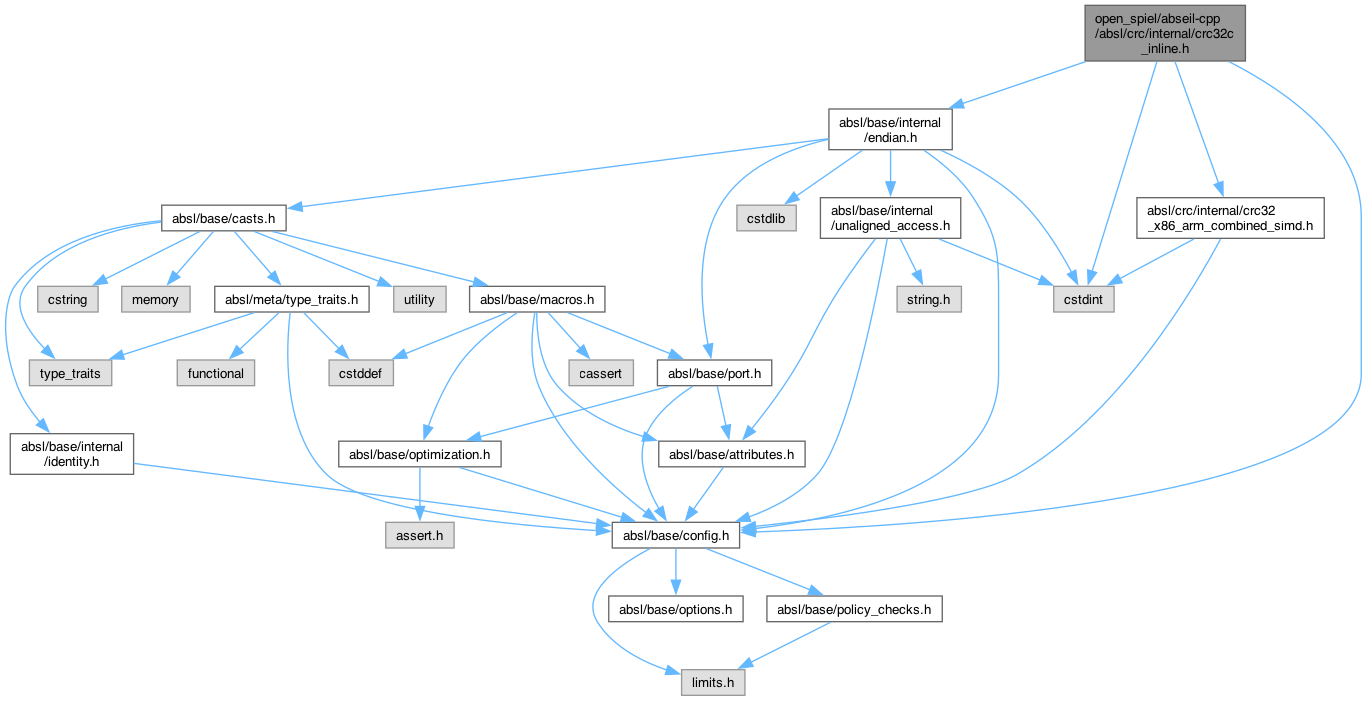 open_spiel/abseil-cpp
/absl/crc/internal/crc32c
_inline.h
absl/base/internal
/endian.h
absl/base/casts.h
cstdlib
absl/base/internal
/unaligned_access.h
absl/crc/internal/crc32
_x86_arm_combined_simd.h
cstring
memory
absl/meta/type_traits.h
utility
absl/base/macros.h
string.h
cstdint
type_traits
functional
cstddef
cassert
absl/base/port.h
absl/base/internal
/identity.h
absl/base/optimization.h
absl/base/attributes.h
assert.h
absl/base/config.h
absl/base/options.h
absl/base/policy_checks.h
limits.h